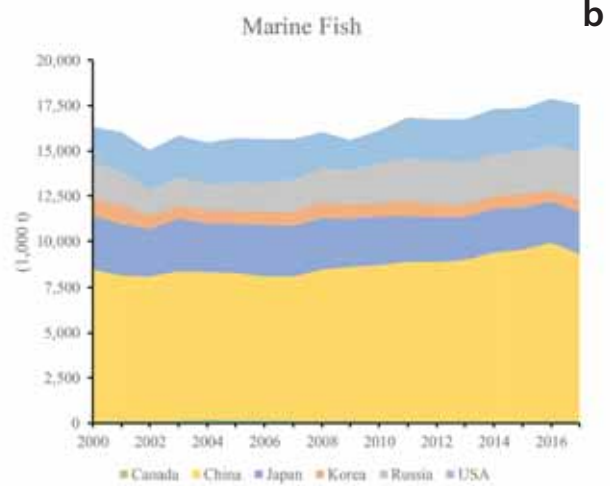 b
Marine Fish
20,000
17,500
15,000
12,500
10,000
7,500
5,000
2,500
0
(1,000 t)
2000 2002 2004 2006 2008 2010 2012 2014 2016
Canada China Japan Korea Russia USA